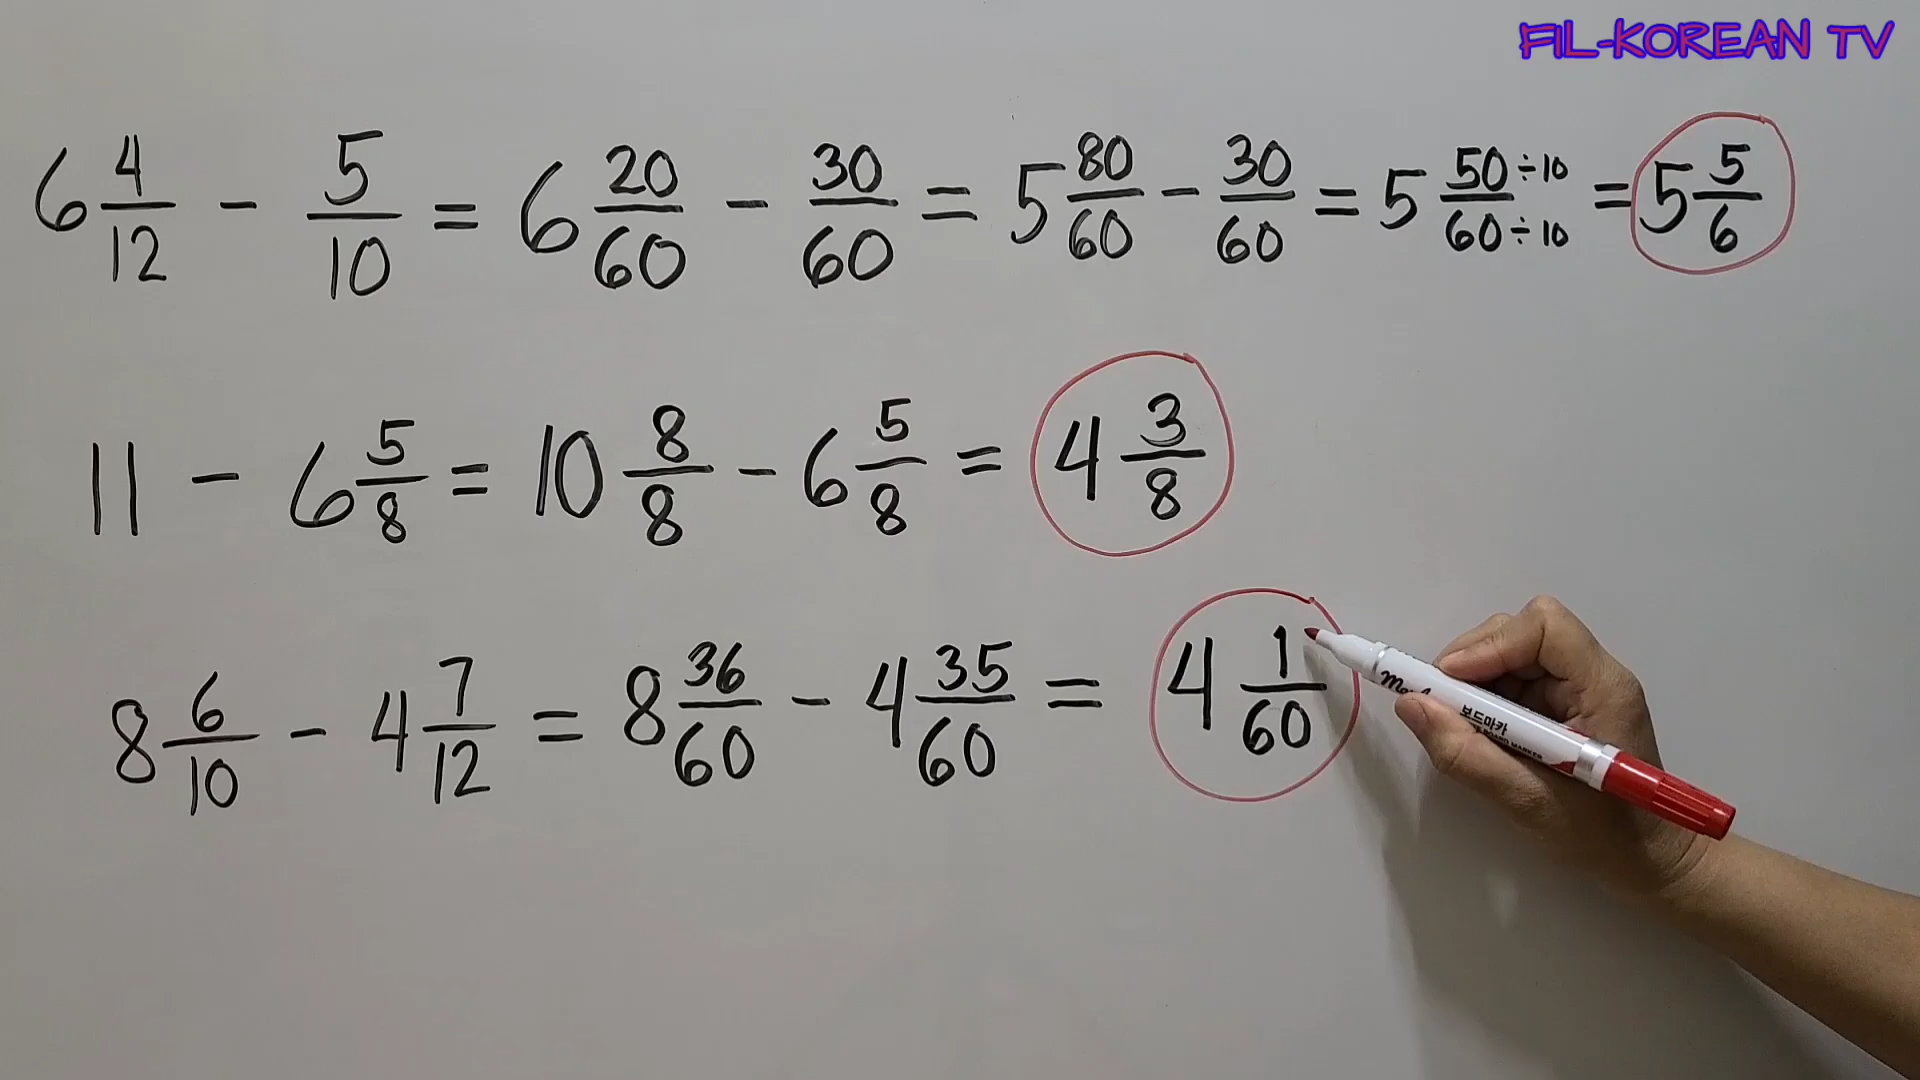 FIL-KOREAN TV
6 4/12 - 5/10 = 6 20/60 - 30/60 = 5 80/60 - 30/60 = 5 50÷10/60÷10 = 5 5/6
11 - 6 5/8 = 10 8/8 - 6 5/8 = 4 3/8
8 6/10 - 4 7/12 = 8 36/60 - 4 35/60 = 4 1/60
보드마카